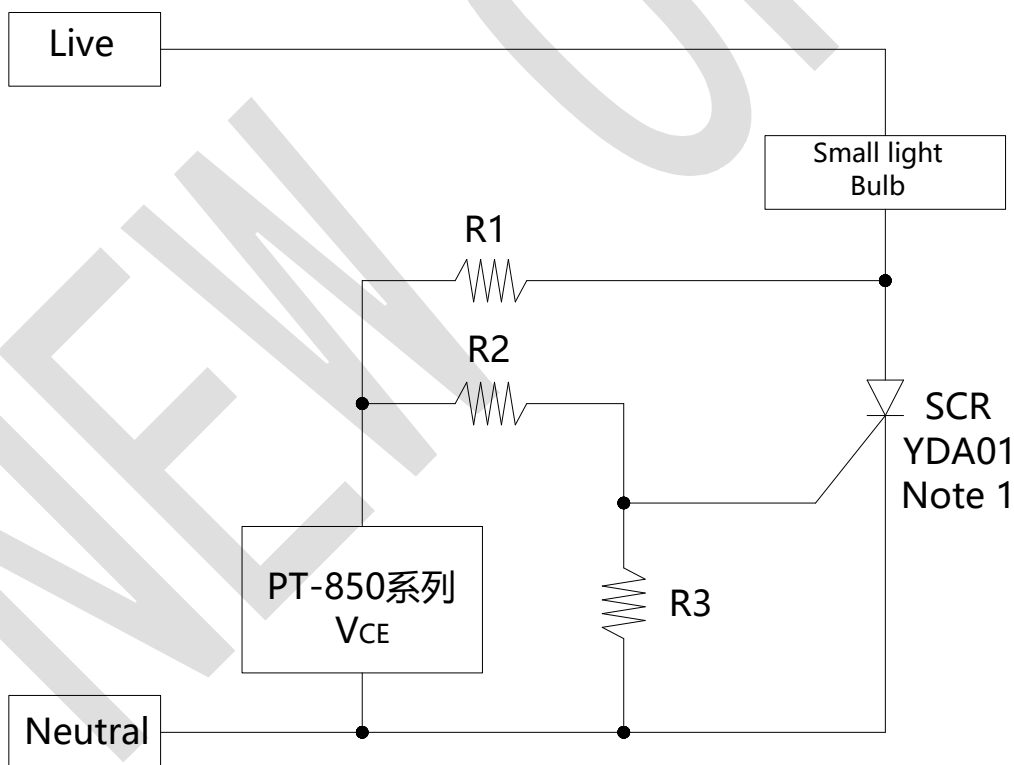 Live
Small light
Bulb
R1
R2
SCR
YDA01
Note 1
PT-850系列
VCE
R3
Neutral